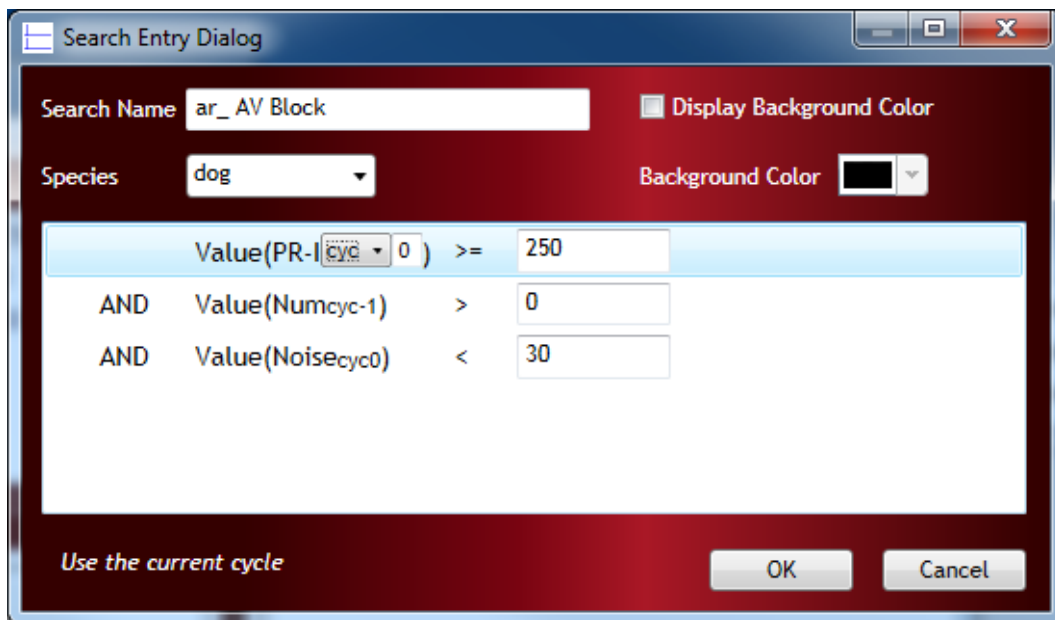 Search Entry Dialog
Search Name ar_ AV Block Display Background Color
Species dog Background Color
Value(PR-I cyc 0 ) >= 250
AND Value(Numcyc-1) > 0
AND Value(Noisecyc0) < 30
Use the current cycle OK Cancel